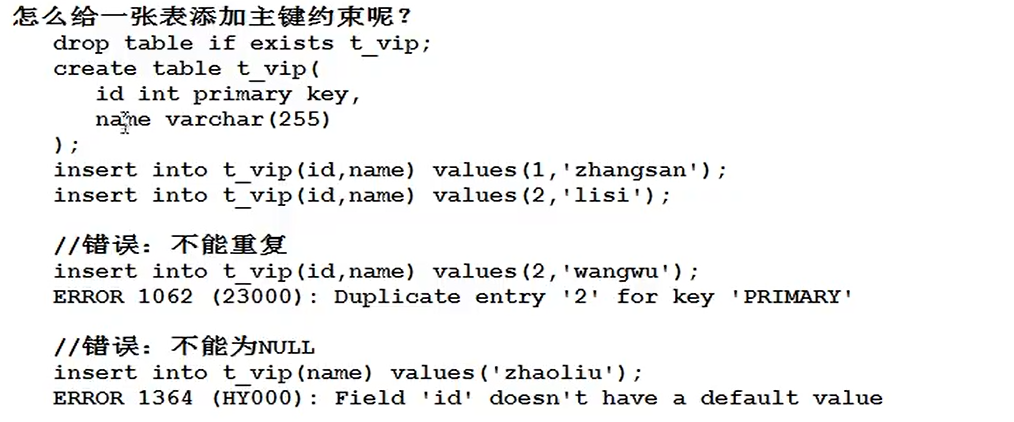 怎么给一张表添加主键约束呢？
drop table if exists t_vip;
create table t_vip(
id int primary key,
name varchar(255)
);
insert into t_vip(id,name) values(1,'zhangsan');
insert into t_vip(id,name) values(2,'lisi');
//错误：不能重复
insert into t_vip(id,name) values(2,'wangwu');
ERROR 1062 (23000): Duplicate entry '2' for key 'PRIMARY'
//错误：不能为NULL
insert into t_vip(name) values('zhaoliu');
ERROR 1364 (HY000): Field 'id' doesn't have a default value